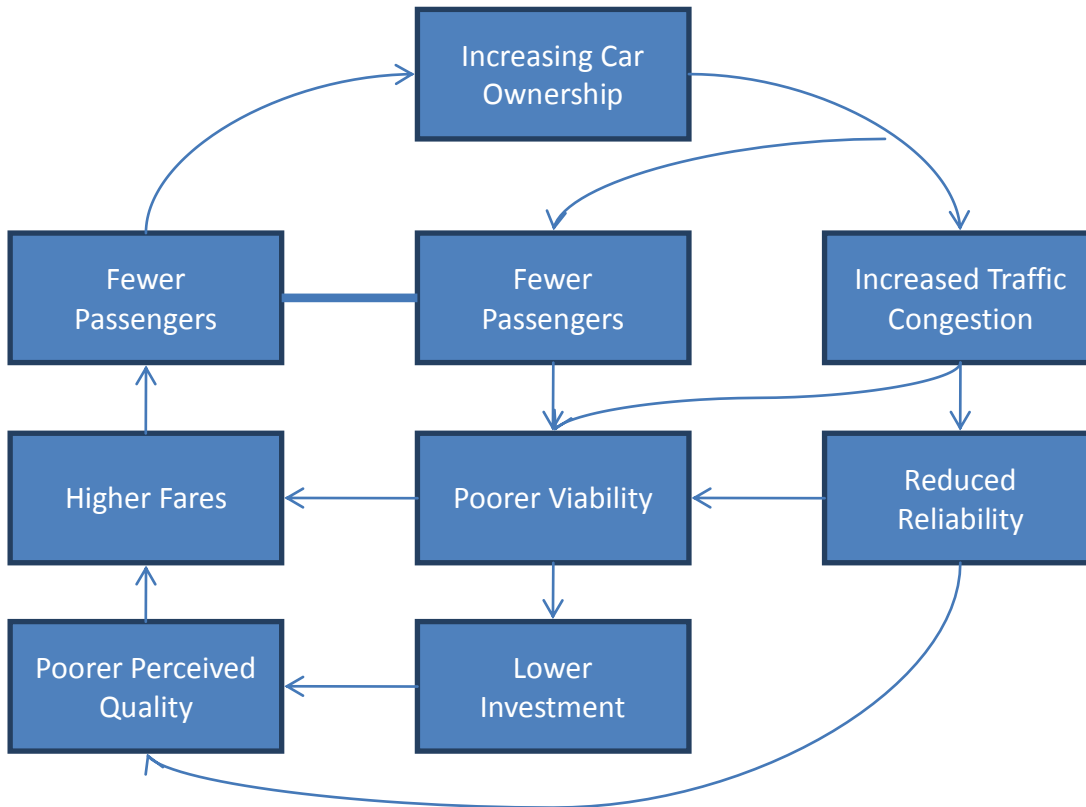 Increasing Car
Ownership
Fewer
Passengers
Fewer
Passengers
Increased Traffic
Congestion
Higher Fares
Poorer Viability
Reduced
Reliability
Poorer Perceived
Quality
Lower
Investment